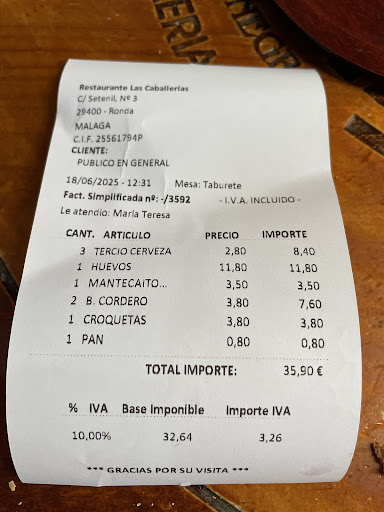 NEGR
ERIA
Restaurante Las Caballerias
C/ Setenil, Nº 3
29400 - Ronda
MALAGA
C.I.F. 25561794P
CLIENTE:
PUBLICO EN GENERAL
18/06/2025 - 12:31 Mesa: Taburete
Fact. Simplificada nº: -/3592 - I.V.A. INCLUIDO -
Le atendio: Maria Teresa
CANT. ARTICULO PRECIO IMPORTE
3 TERCIO CERVEZA 2,80 8,40
1 HUEVOS 11,80 11,80
1 MANTECAiTO... 3,50 3,50
2 B. CORDERO 3,80 7,60
1 CROQUETAS 3,80 3,80
1 PAN 0,80 0,80
TOTAL IMPORTE: 35,90 €
% IVA Base Imponible Importe IVA
10,00% 32,64 3,26
*** GRACIAS POR SU VISITA ***